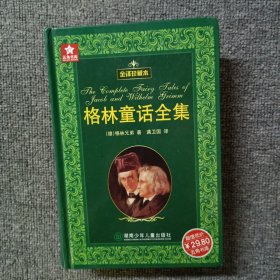 全译珍藏本
The Complete Fairy Tales of
Jacob and Wilhelm Grimm
格林童话全集
[德]格林兄弟 著 满卫国 译
湖南少年儿童出版社
¥29.80